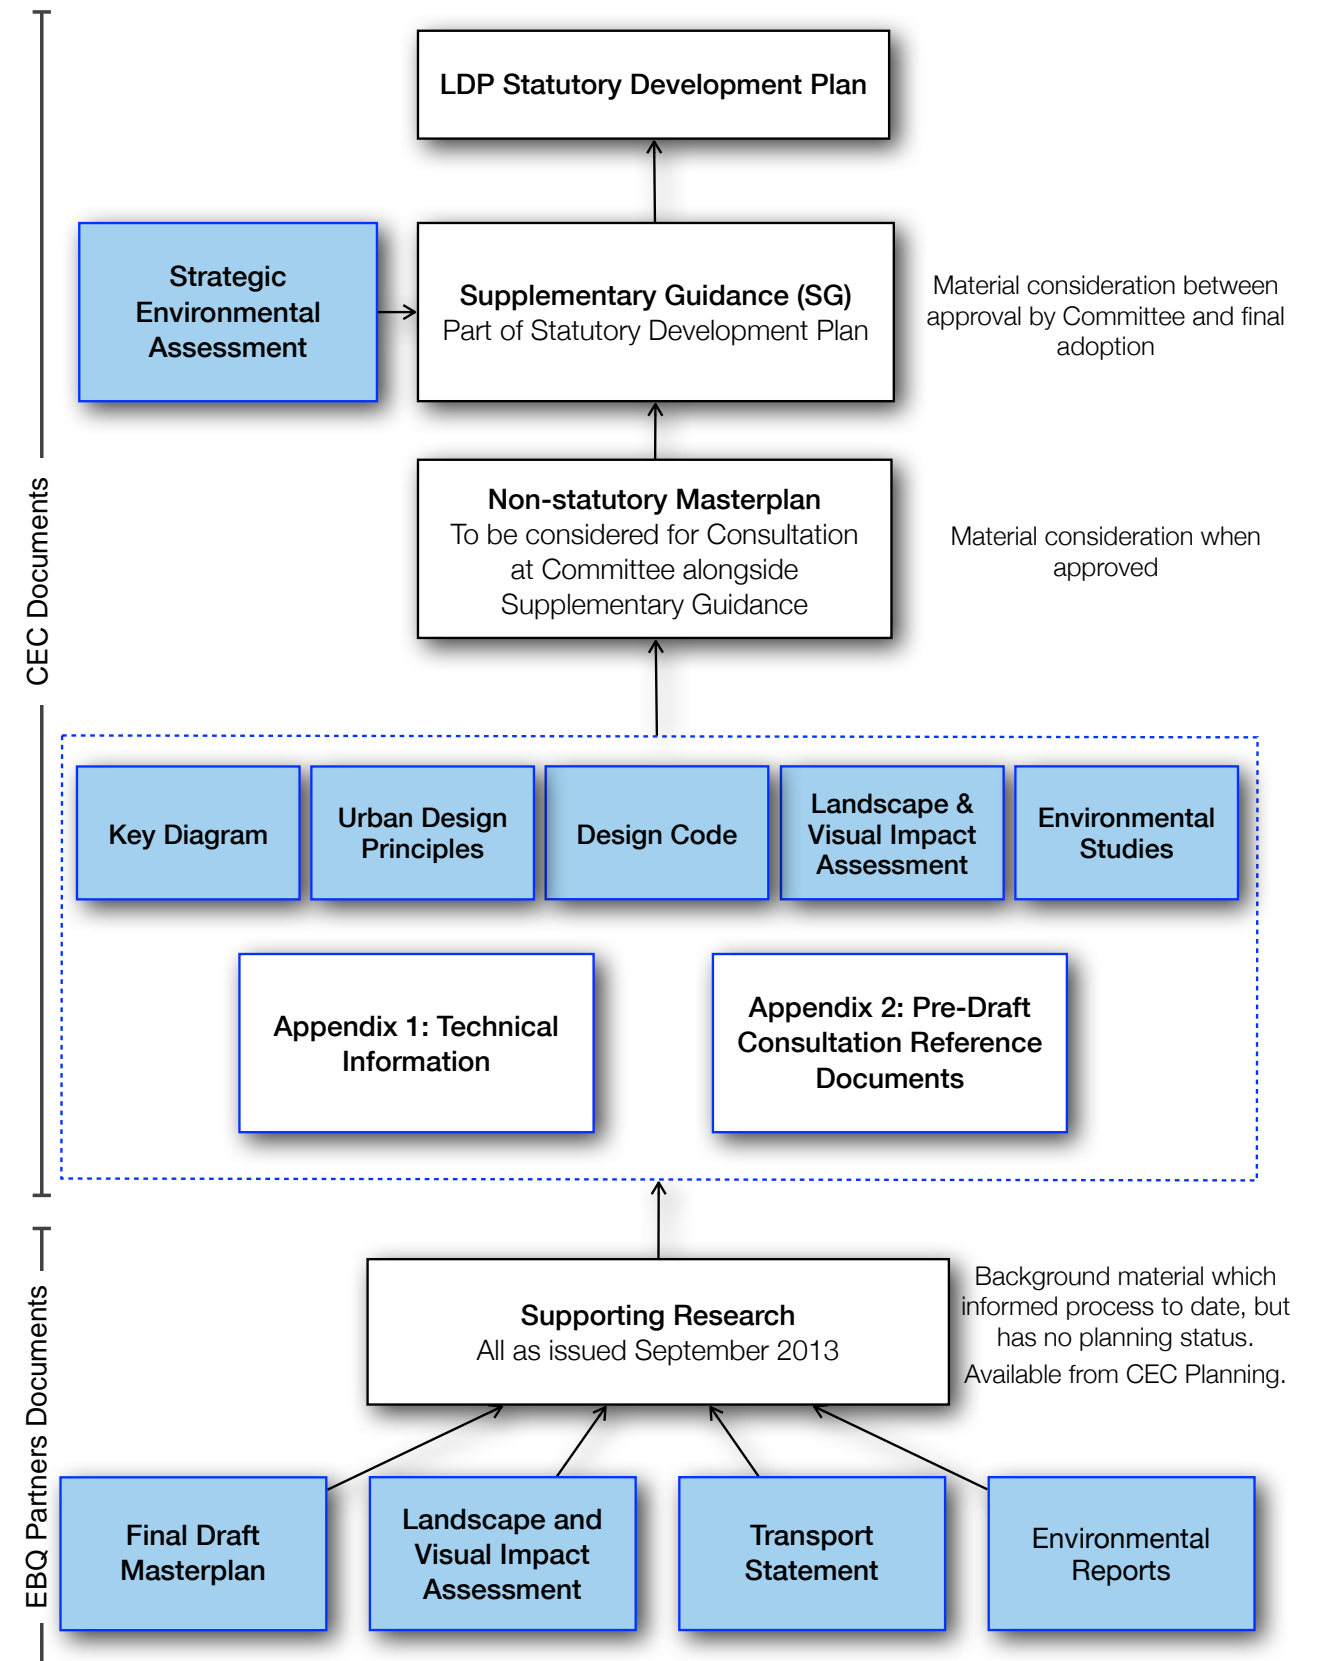 LDP Statutory Development Plan
Strategic
Environmental
Assessment
Supplementary Guidance (SG)
Part of Statutory Development Plan
Material consideration between
approval by Committee and final
adoption
Non-statutory Masterplan
To be considered for Consultation
at Committee alongside
Supplementary Guidance
Material consideration when
approved
CEC Documents
Key Diagram
Urban Design
Principles
Design Code
Landscape &
Visual Impact
Assessment
Environmental
Studies
Appendix 1: Technical
Information
Appendix 2: Pre-Draft
Consultation Reference
Documents
Supporting Research
All as issued September 2013
Background material which
informed process to date, but
has no planning status.
Available from CEC Planning.
EBQ Partners Documents
Final Draft
Masterplan
Landscape and
Visual Impact
Assessment
Transport
Statement
Environmental
Reports